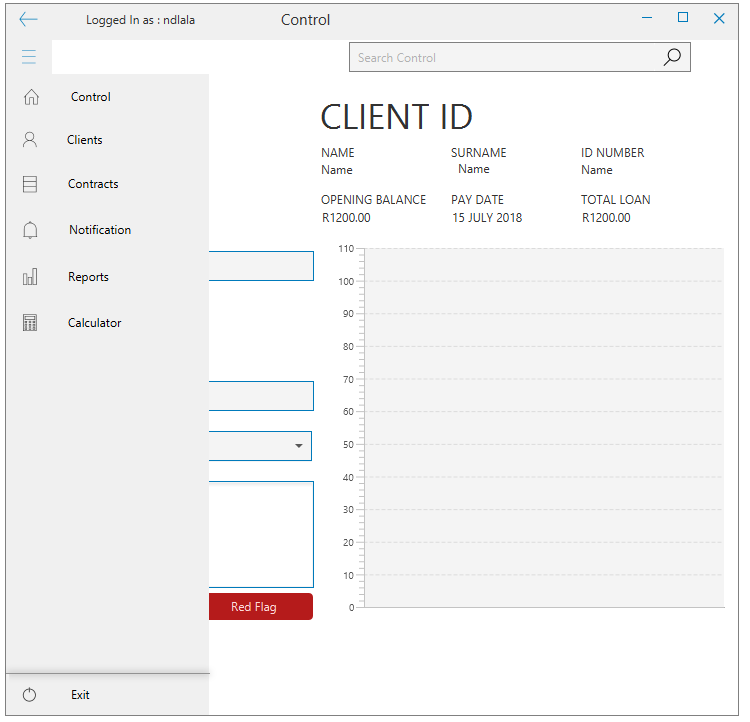 Logged In as : ndlala
Control
Search Control
Control
Clients
Contracts
Notification
Reports
Calculator
Exit
CLIENT ID
NAME SURNAME ID NUMBER
Name Name Name
OPENING BALANCE PAY DATE TOTAL LOAN
R1200.00 15 JULY 2018 R1200.00
110
100
90
80
70
60
50
40
30
20
10
0
Red Flag